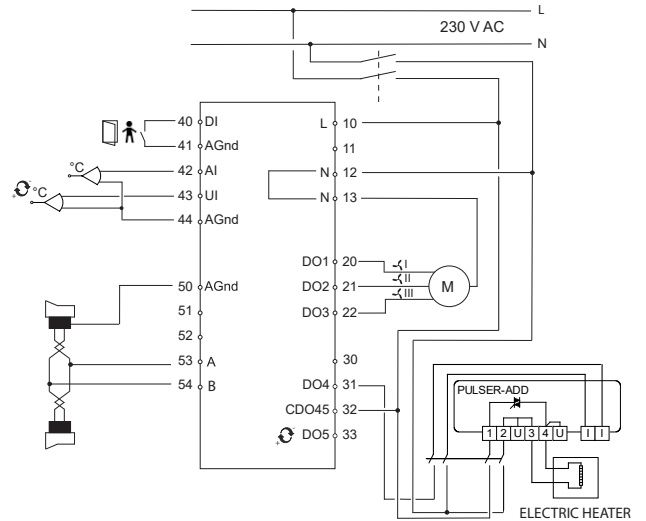 L
230 V AC
N
40 DI
L 10
41 AGnd
11
°C
42 AI
N 12
°C
43 UI
N 13
44 AGnd
DO1 20
I
II
50 AGnd
DO2 21
M
III
51
DO3 22
52
30
53 A
PULSER-ADD
54 B
DO4 31
CDO45 32
1 2 U 3 4 U I I
DO5 33
ELECTRIC HEATER